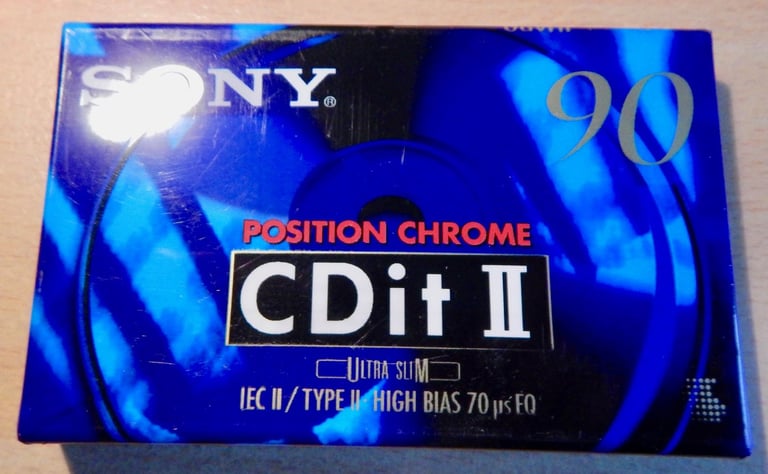 SONY®
90
POSITION CHROME
CDit II
ULTRA SLIM
IEC II / TYPE II · HIGH BIAS 70 µs EQ